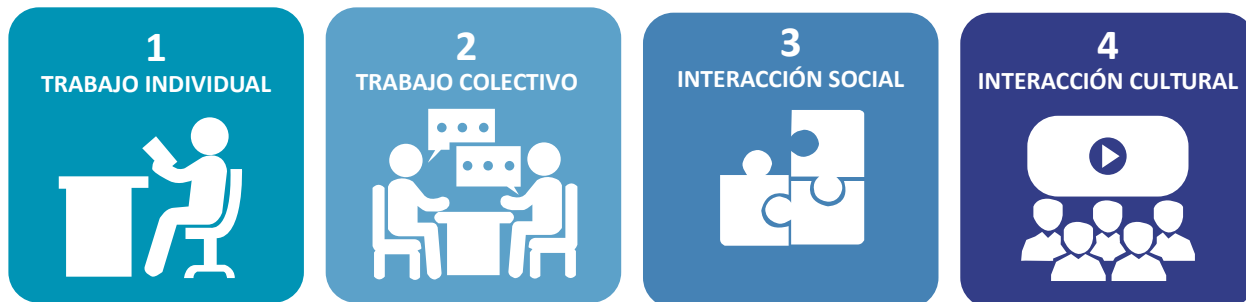 1
TRABAJO INDIVIDUAL
2
TRABAJO COLECTIVO
3
INTERACCIÓN SOCIAL
4
INTERACCIÓN CULTURAL